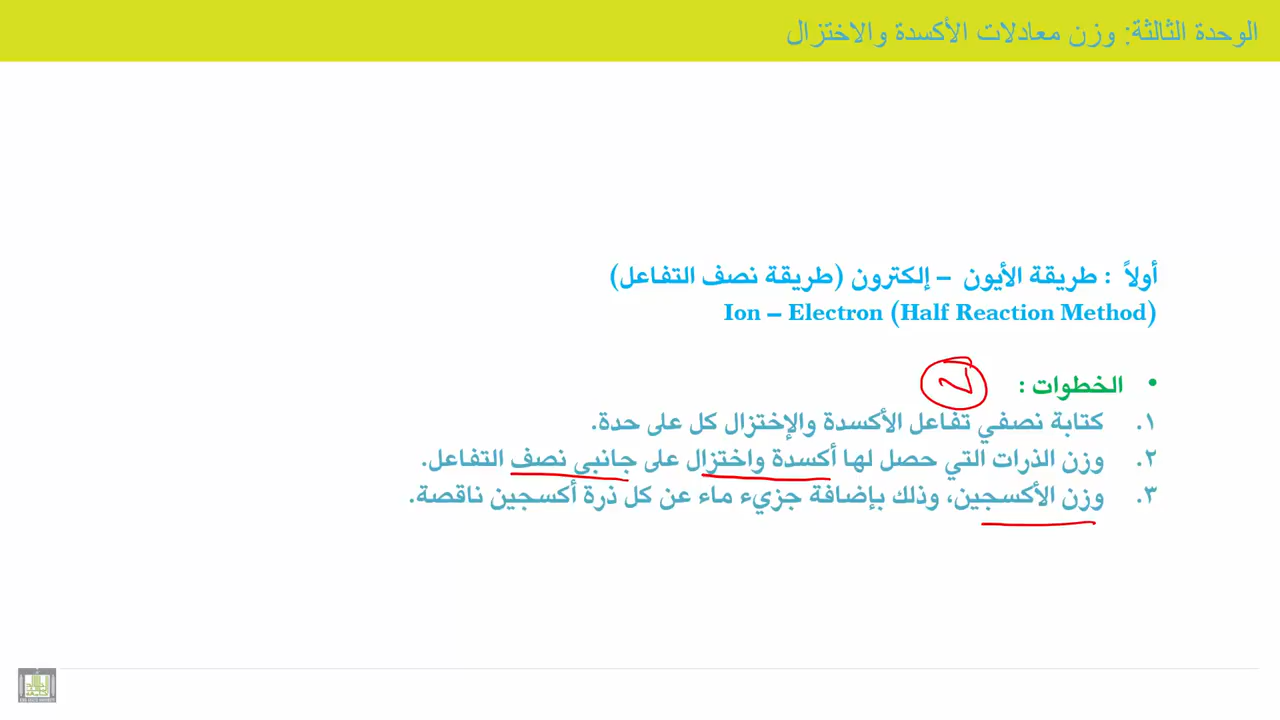 الوحدة الثالثة: وزن معادلات الأكسدة والاختزال
أولاً : طريقة الأيون – إلكترون (طريقة نصف التفاعل)
Ion – Electron (Half Reaction Method)
• الخطوات :
١. كتابة نصفي تفاعل الأكسدة والإختزال كل على حدة.
٢. وزن الذرات التي حصل لها أكسدة واختزال على جانبي نصف التفاعل.
٣. وزن الأكسجين، وذلك بإضافة جزيء ماء عن كل ذرة أكسجين ناقصة.